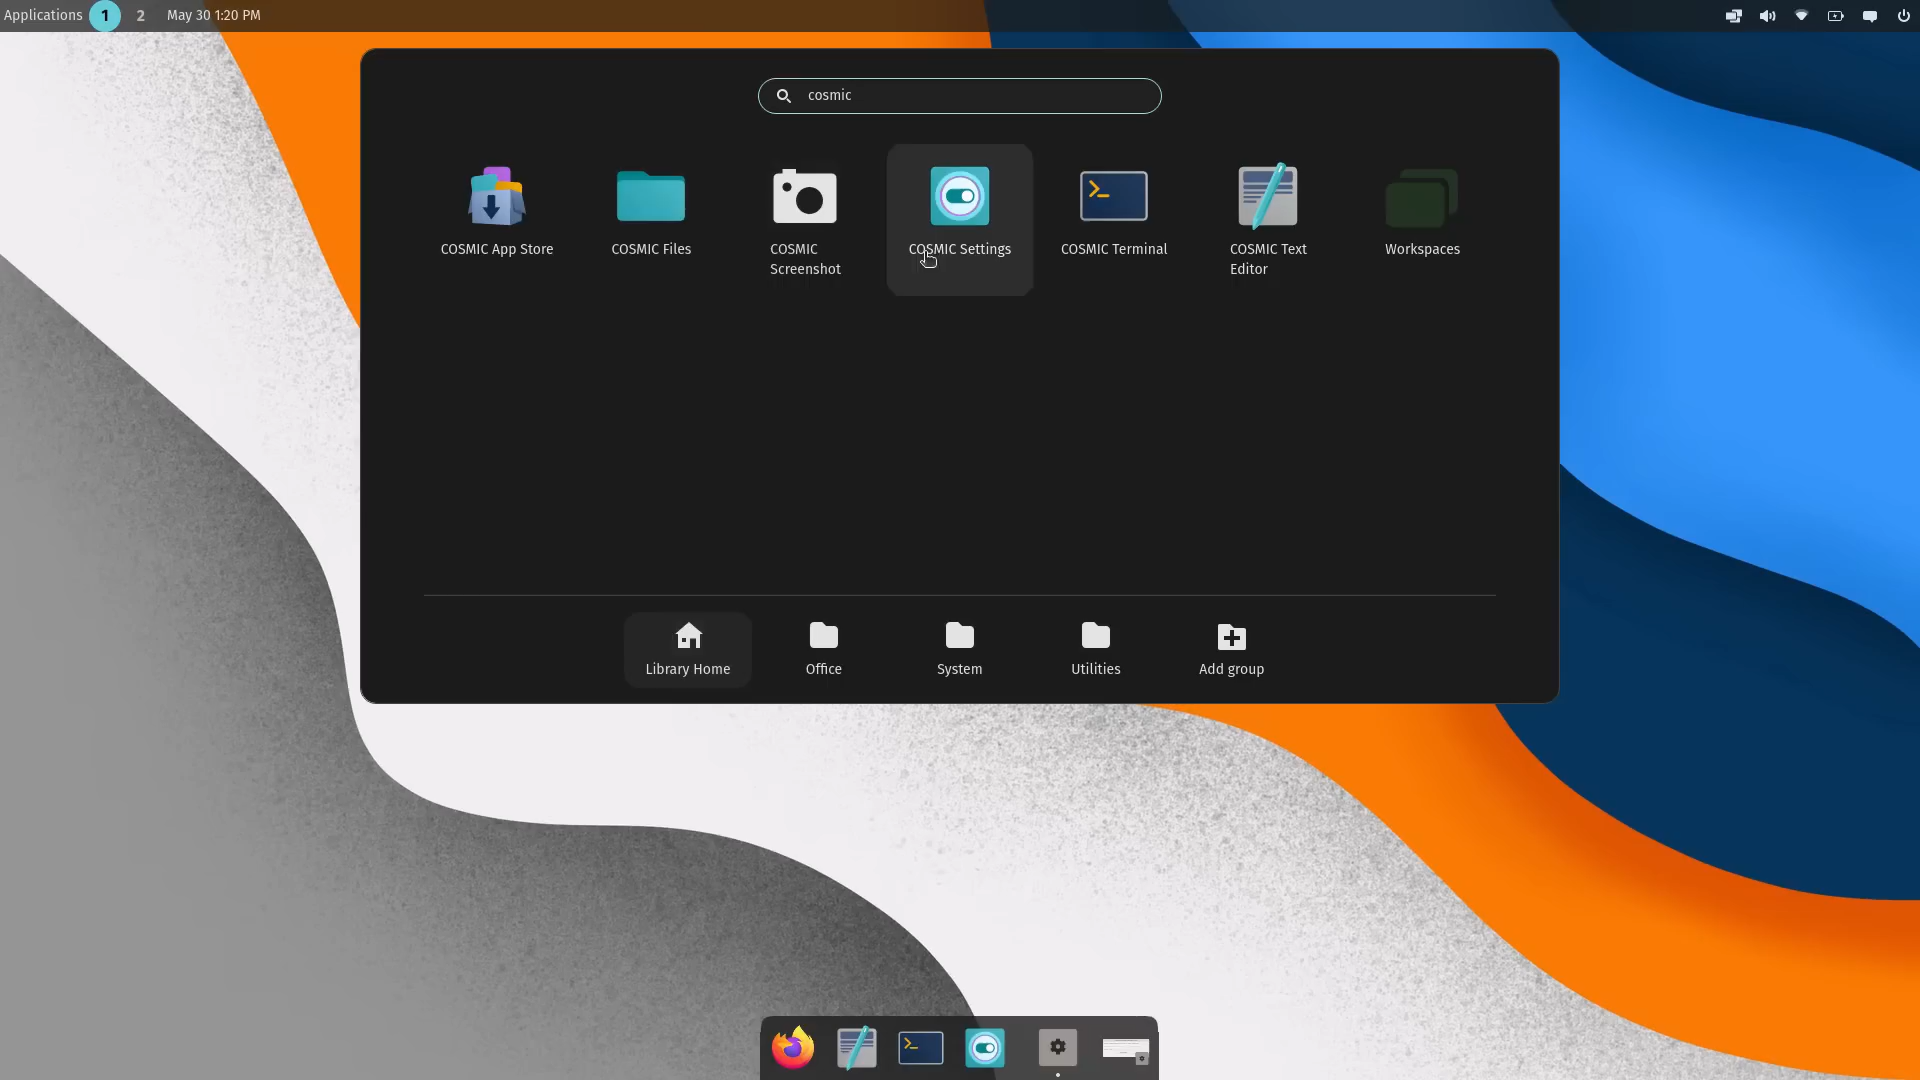 Applications 1 2 May 30 1:20 PM
cosmic
COSMIC App Store
COSMIC Files
COSMIC
Screenshot
COSMIC Settings
COSMIC Terminal
COSMIC Text
Editor
Workspaces
Library Home
Office
System
Utilities
Add group